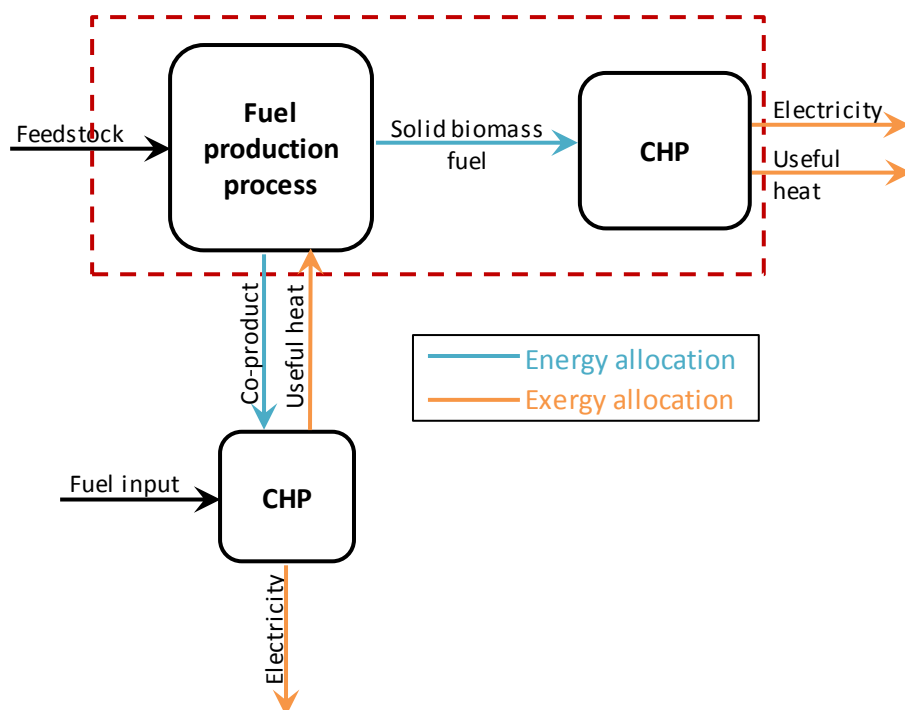 Feedstock
Fuel
production
process
Solid biomass
fuel
CHP
Electricity
Useful
heat
Co-product
Useful heat
Energy allocation
Exergy allocation
Fuel input
CHP
Electricity